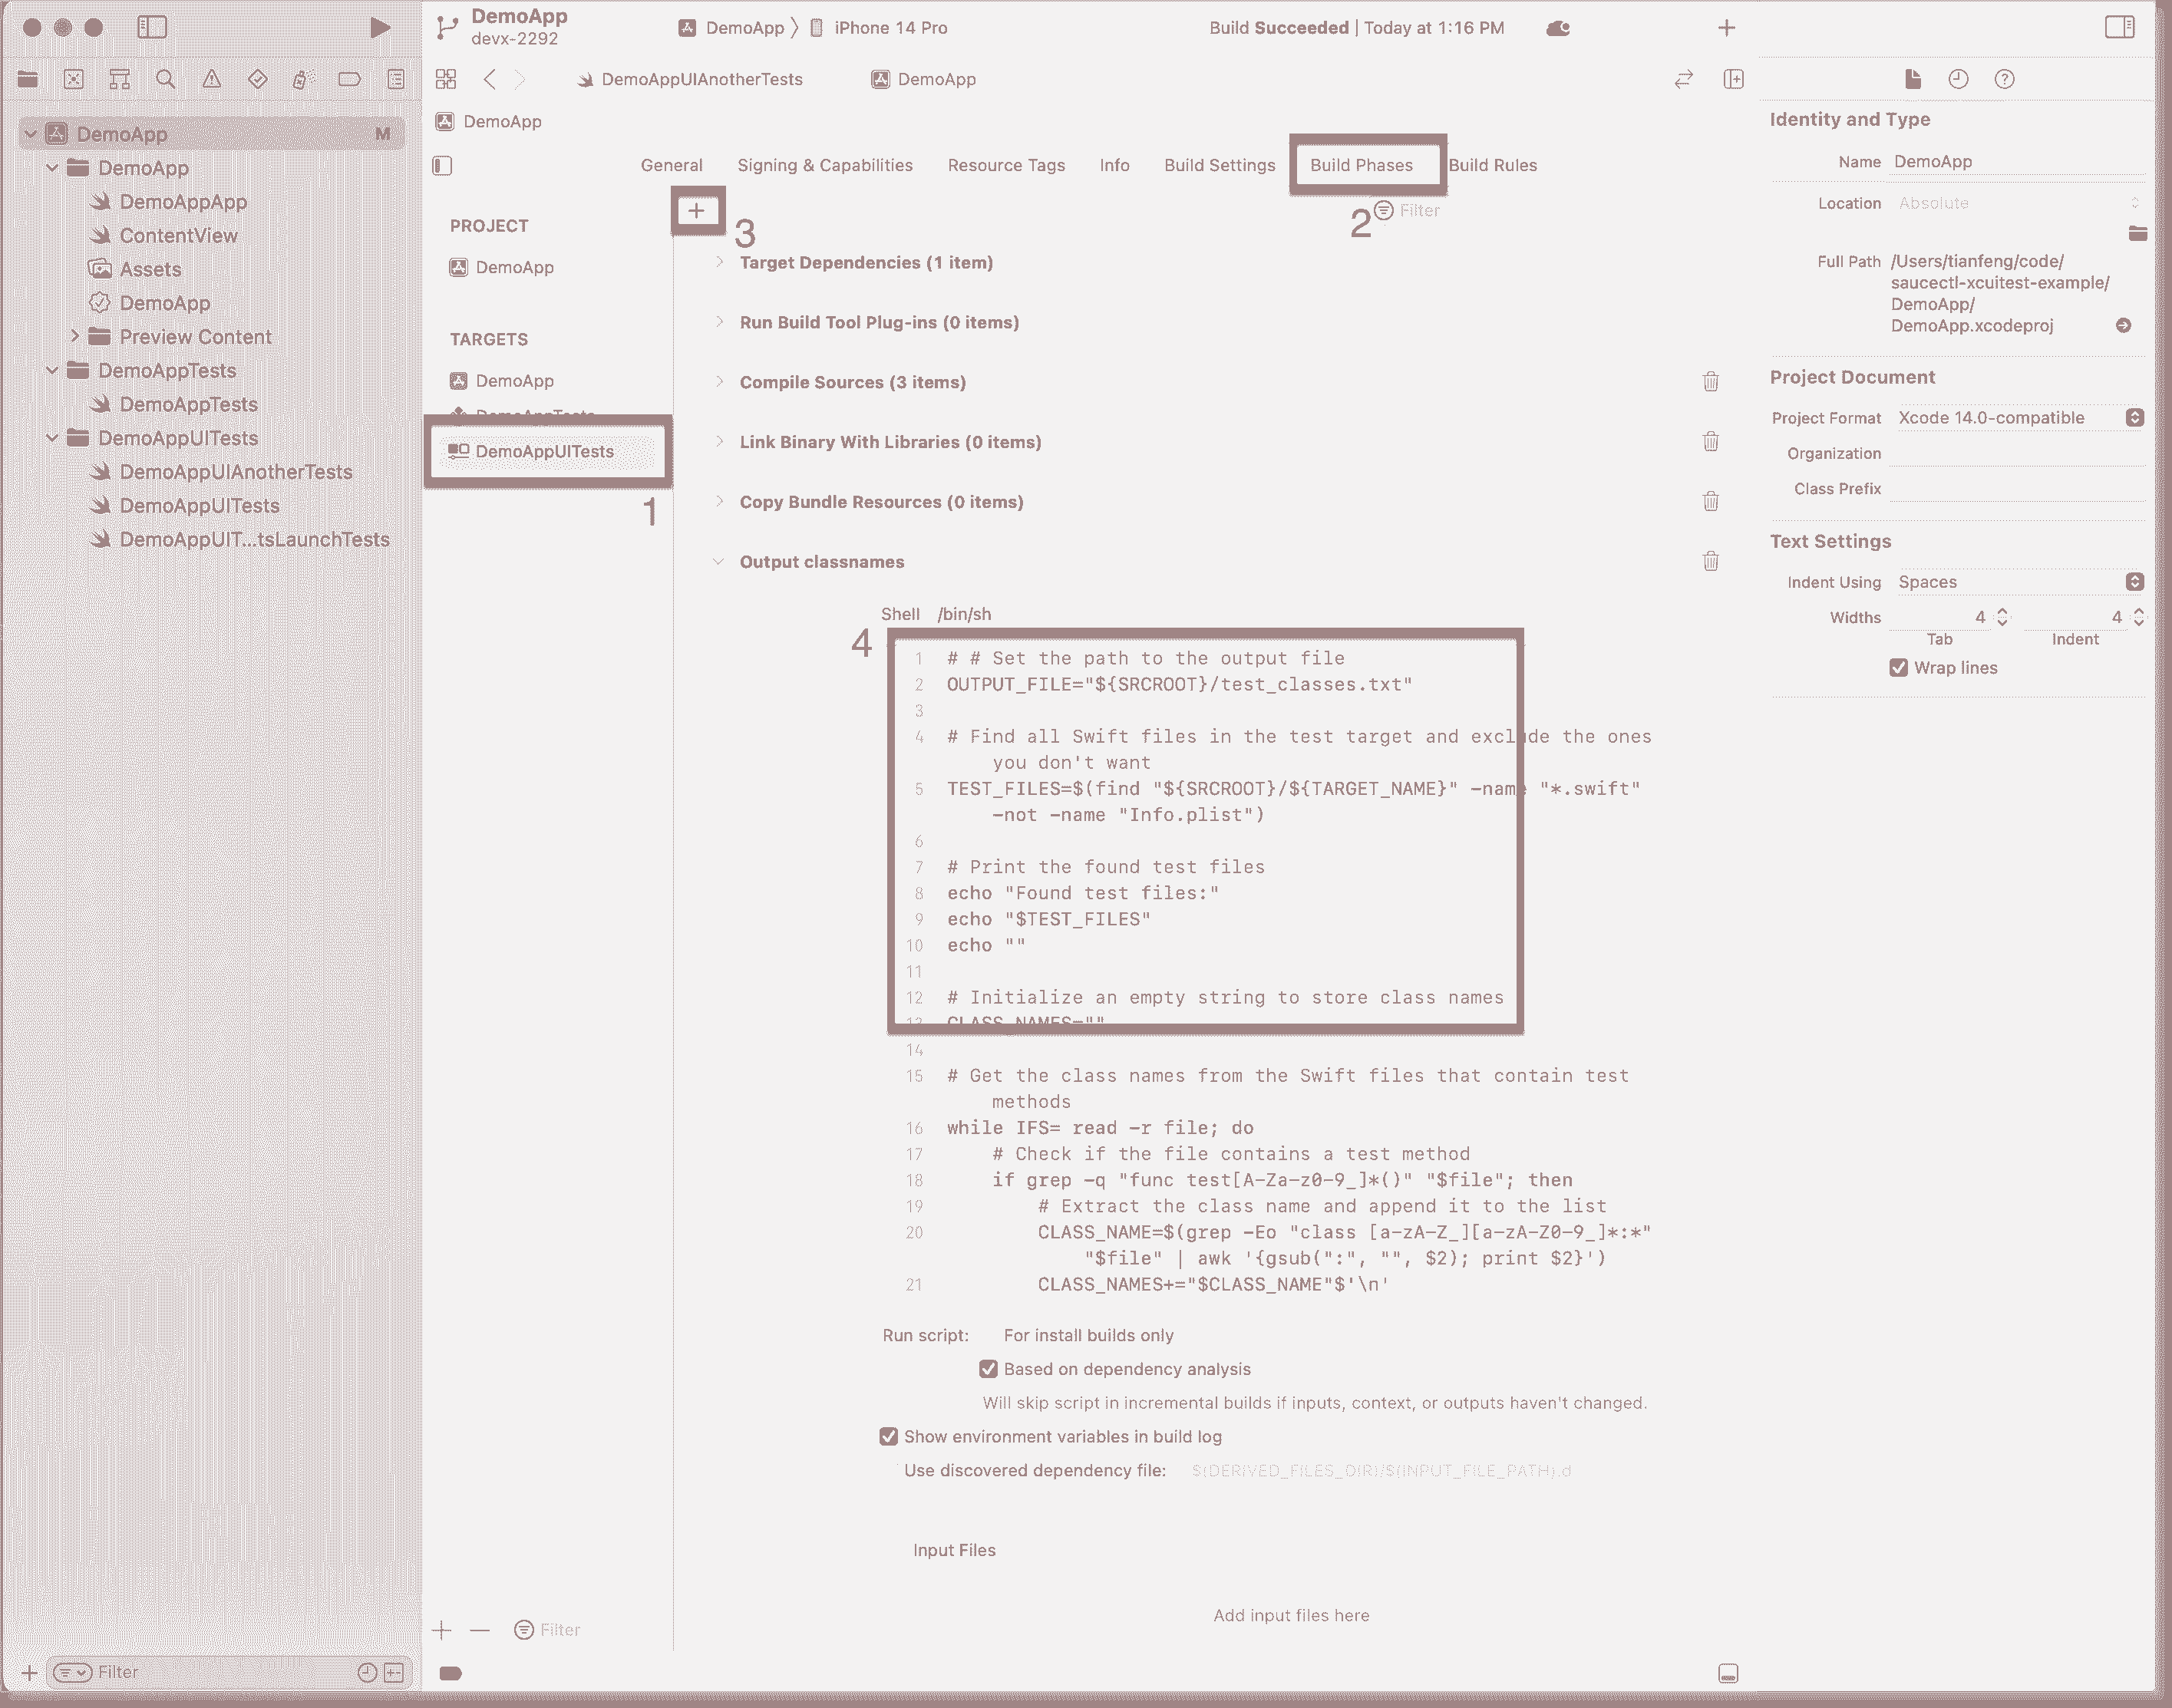 DemoApp
devx-2292
DemoApp
iPhone 14 Pro
Build Succeeded | Today at 1:16 PM
DemoAppUIAnotherTests
DemoApp
DemoApp
M
DemoApp
DemoAppApp
ContentView
Assets
DemoApp
Preview Content
DemoAppTests
DemoAppTests
DemoAppUITests
DemoAppUIAnotherTests
DemoAppUITests
DemoAppUIT...tsLaunchTests
Filter
DemoApp
General
Signing & Capabilities
Resource Tags
Info
Build Settings
Build Phases
Build Rules
2
Filter
3
PROJECT
DemoApp
TARGETS
DemoApp
DemoAppTests
DemoAppUITests
1
Filter
Target Dependencies (1 item)
Run Build Tool Plug-ins (0 items)
Compile Sources (3 items)
Link Binary With Libraries (0 items)
Copy Bundle Resources (0 items)
Output classnames
Shell /bin/sh
4
1 # # Set the path to the output file
2 OUTPUT_FILE="${SRCROOT}/test_classes.txt"
3
4 # Find all Swift files in the test target and exclude the ones
you don't want
5 TEST_FILES=$(find "${SRCROOT}/${TARGET_NAME}" -name "*.swift"
-not -name "Info.plist")
6
7 # Print the found test files
8 echo "Found test files:"
9 echo "$TEST_FILES"
10 echo ""
11
12 # Initialize an empty string to store class names
13 CLASS_NAMES=""
14
15 # Get the class names from the Swift files that contain test
methods
16 while IFS= read -r file; do
17 # Check if the file contains a test method
18 if grep -q "func test[A-Za-z0-9_]*()" "$file"; then
19 # Extract the class name and append it to the list
20 CLASS_NAME=$(grep -Eo "class [a-zA-Z_][a-zA-Z0-9_]*:*"
"$file" | awk '{gsub(":", "", $2); print $2}')
21 CLASS_NAMES+="$CLASS_NAME"$'\n'
Run script: For install builds only
Based on dependency analysis
Will skip script in incremental builds if inputs, context, or outputs haven't changed.
Show environment variables in build log
Use discovered dependency file: $(DERIVED_FILES_DIR)/$(INPUT_FILE_PATH).d
Input Files
Add input files here
Identity and Type
Name DemoApp
Location Absolute
Full Path /Users/tianfeng/code/
saucectl-xcuitest-example/
DemoApp/
DemoApp.xcodeproj
Project Document
Project Format Xcode 14.0-compatible
Organization
Class Prefix
Text Settings
Indent Using Spaces
Widths 4 4
Tab Indent
Wrap lines